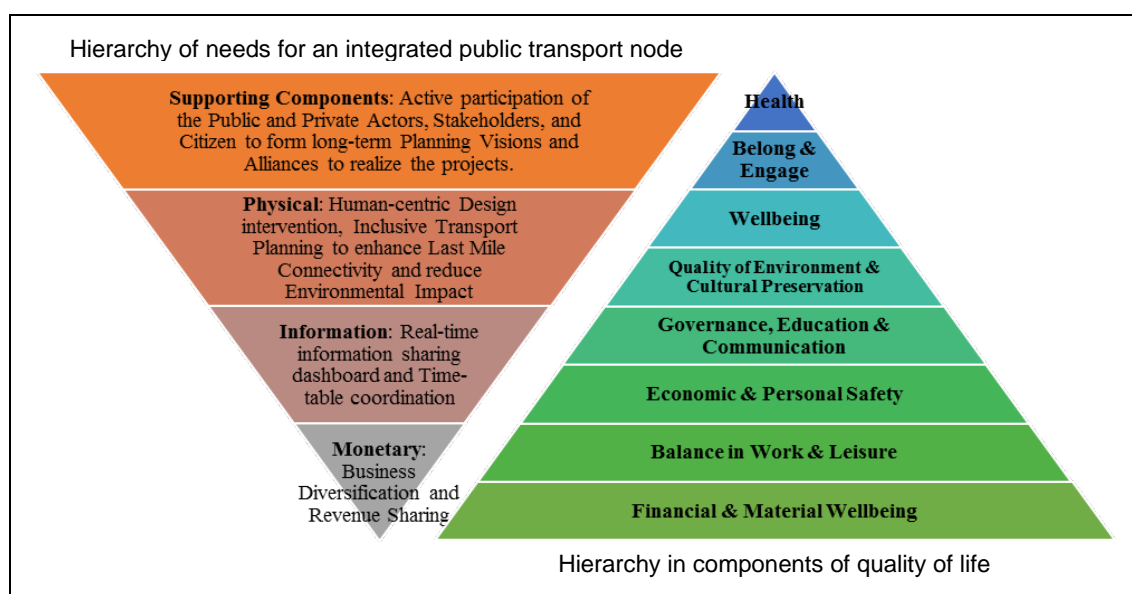 Hierarchy of needs for an integrated public transport node
Supporting Components: Active participation of
the Public and Private Actors, Stakeholders, and
Citizen to form long-term Planning Visions and
Alliances to realize the projects.
Physical: Human-centric Design
intervention, Inclusive Transport
Planning to enhance Last Mile
Connectivity and reduce
Environmental Impact
Information: Real-time
information sharing
dashboard and Time-
table coordination
Monetary:
Business
Diversification and
Revenue Sharing
Health
Belong &
Engage
Wellbeing
Quality of Environment &
Cultural Preservation
Governance, Education &
Communication
Economic & Personal Safety
Balance in Work & Leisure
Financial & Material Wellbeing
Hierarchy in components of quality of life